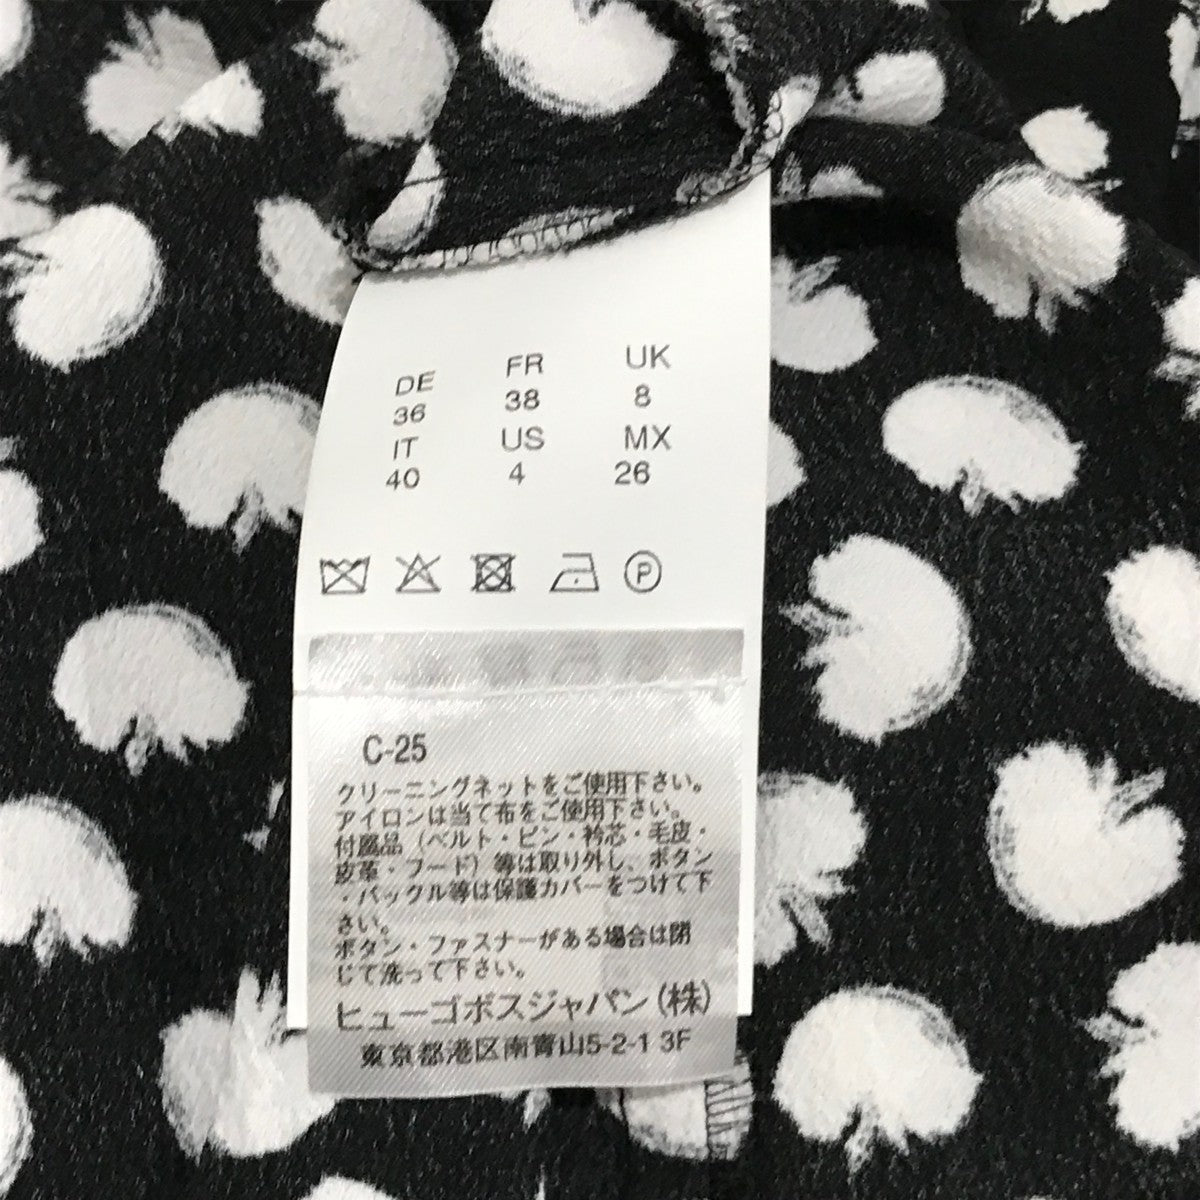 DE FR UK
36 38 8
IT US MX
40 4 26
P
C-25
クリーニングネットをご使用下さい。
アイロンは当て布をご使用下さい。
付属品（ベルト・ピン・衿芯・毛皮・
皮革・フード）等は取り外し、ボタン
・バックル等は保護カバーをつけて下
さい。
ボタン・ファスナーがある場合は閉
じて洗って下さい。
ヒューゴボスジャパン(株)
東京都港区南青山5-2-1 3F